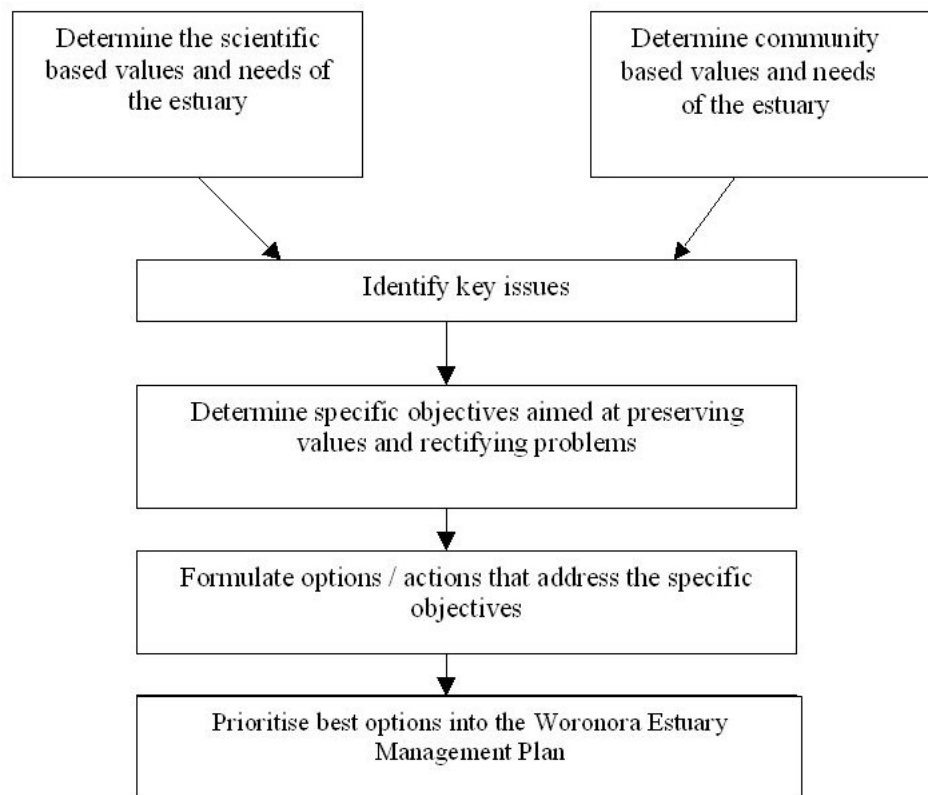 Determine the scientific
based values and needs of
the estuary
Determine community
based values and needs
of the estuary
Identify key issues
Determine specific objectives aimed at preserving
values and rectifying problems
Formulate options / actions that address the specific
objectives
Prioritise best options into the Woronora Estuary
Management Plan